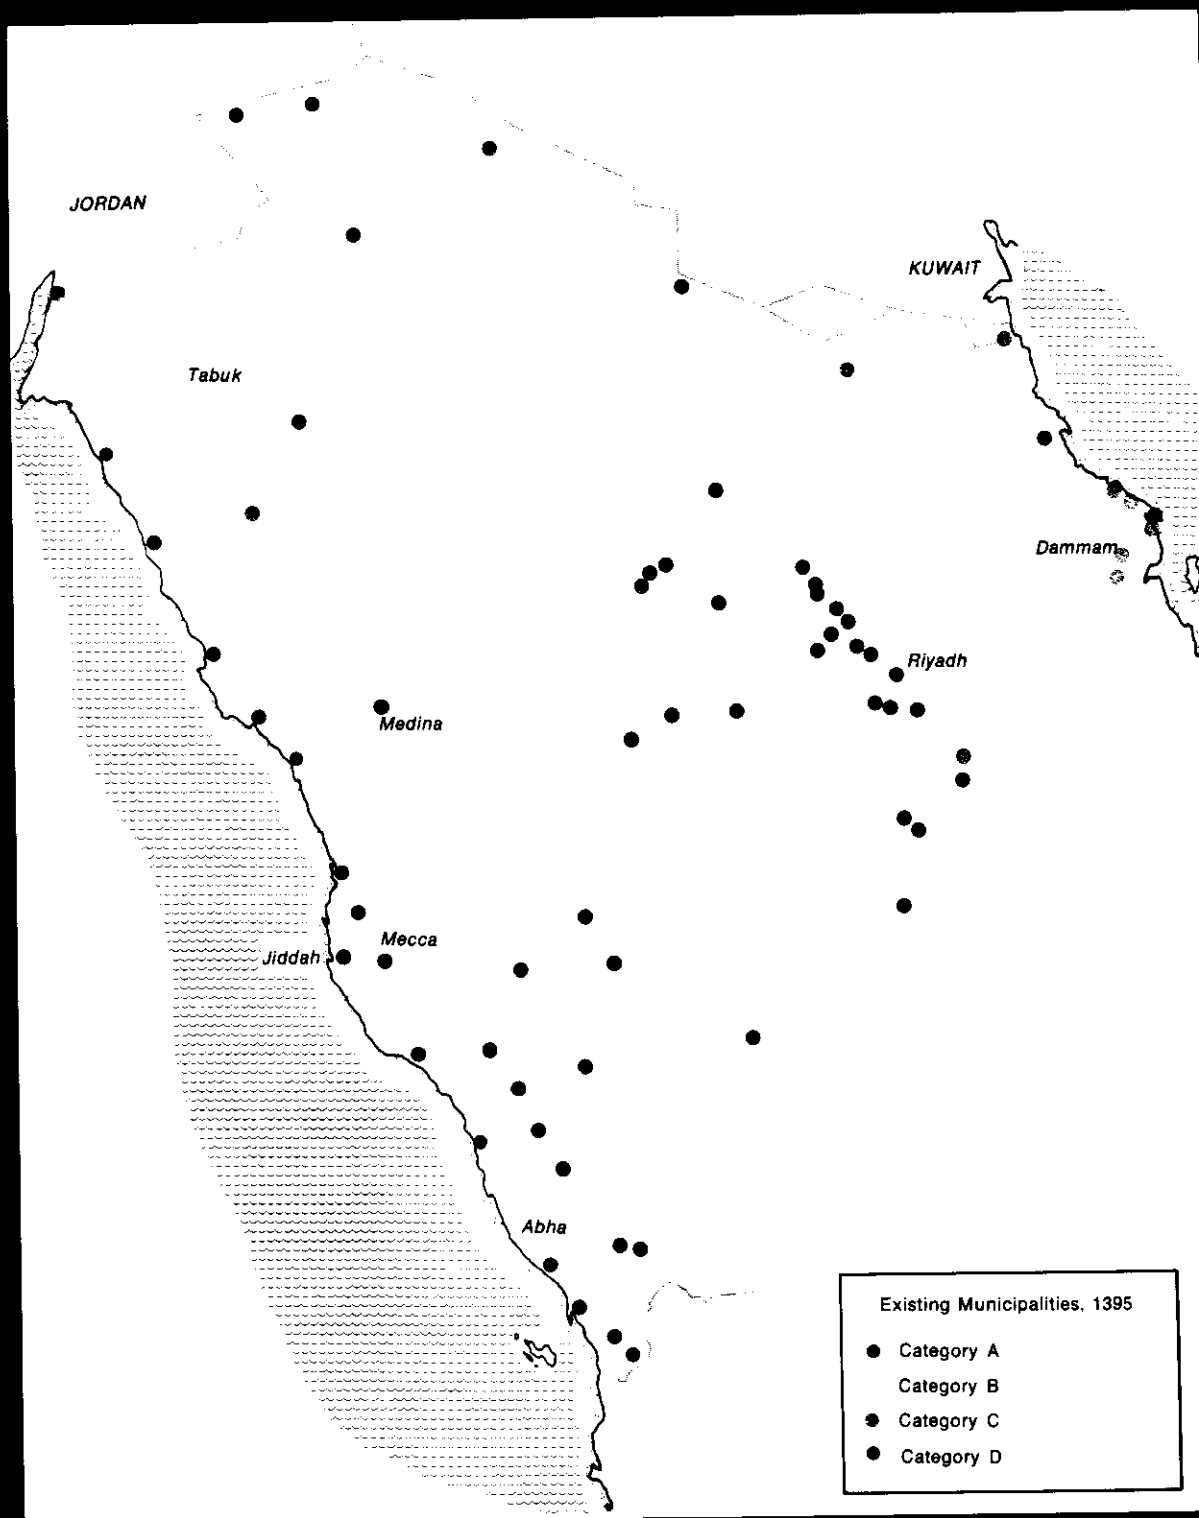 JORDAN
KUWAIT
Tabuk
Dammam
Riyadh
Medina
Mecca
Jiddah
Abha
Existing Municipalities, 1395
Category A
Category B
Category C
Category D